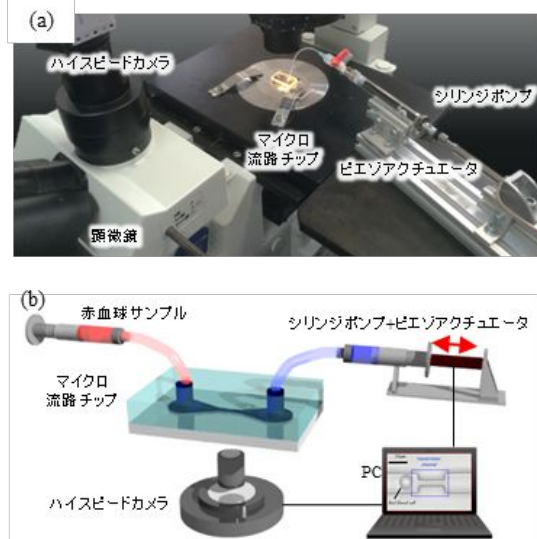 (a)
ハイスピードカメラ
シリンジポンプ
マイクロ
流路チップ
ピエゾアクチュエータ
顕微鏡
(b)
赤血球サンプル
シリンジポンプ+ピエゾアクチュエータ
マイクロ
流路チップ
PC
ハイスピードカメラ